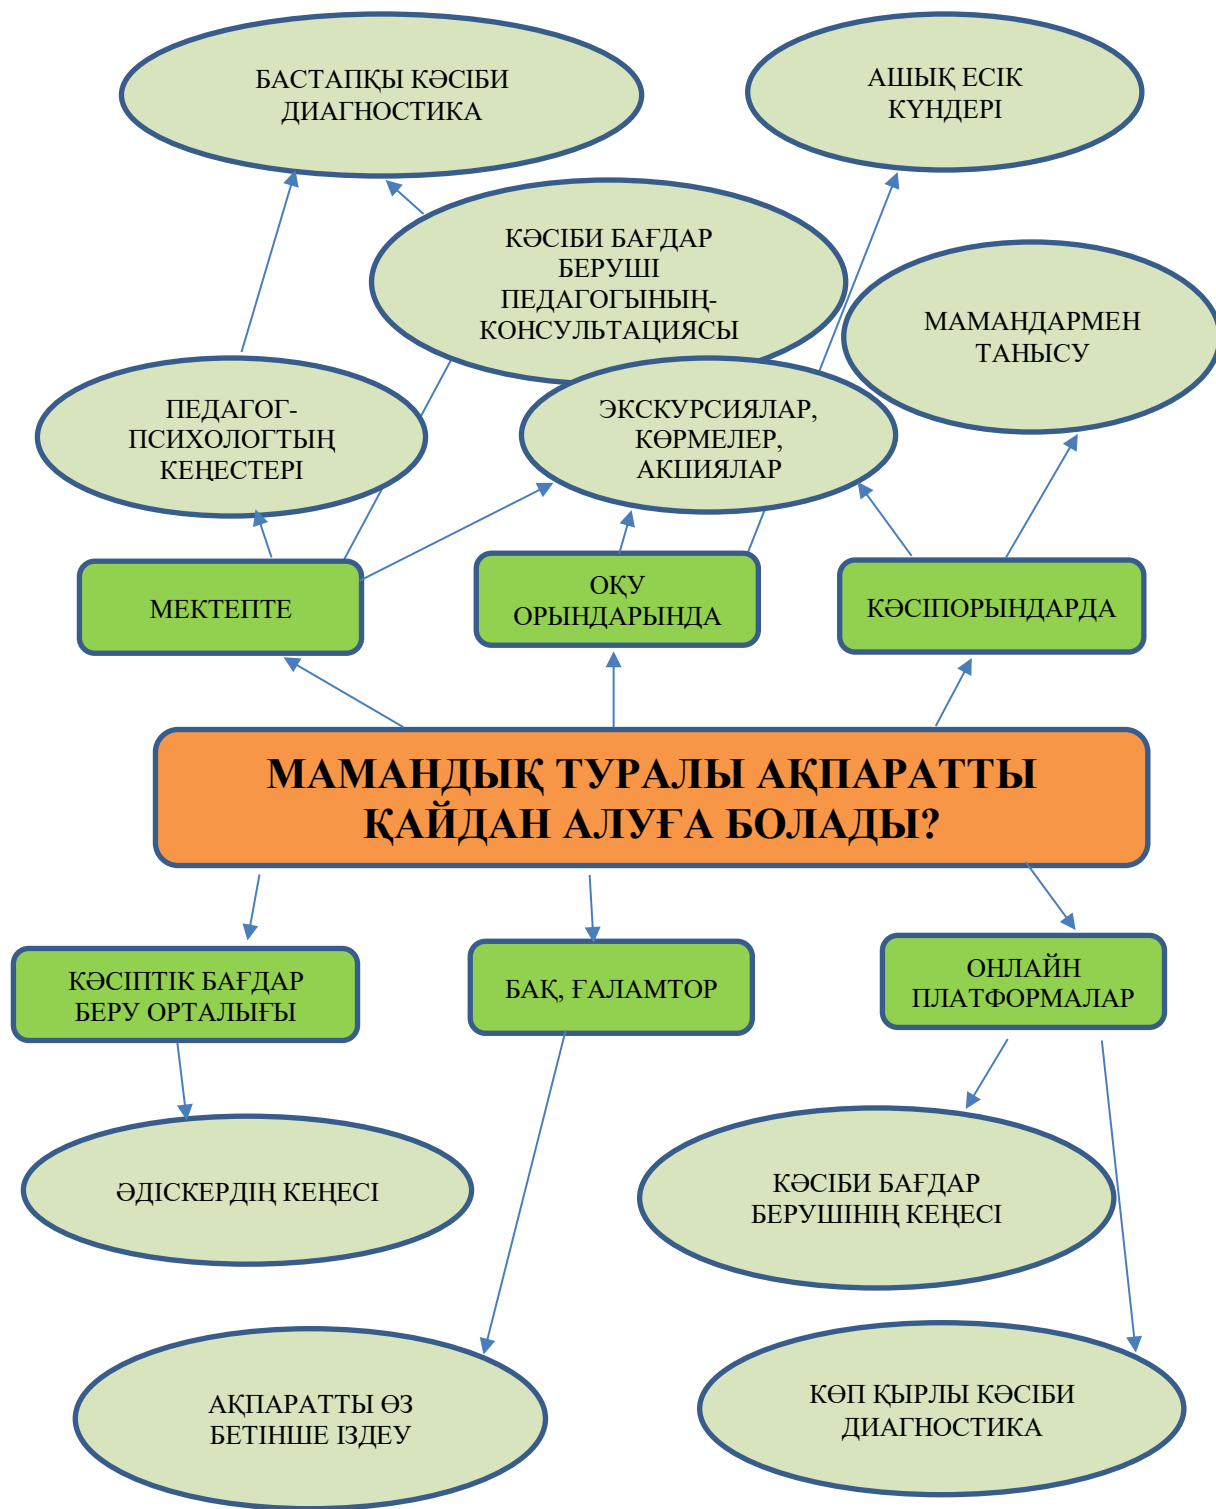 БАСТАПҚЫ КӘСІБИ
ДИАГНОСТИКА
АШЫҚ ЕСІК
КҮНДЕРІ
КӘСІБИ БАҒДАР
БЕРУШІ
ПЕДАГОГЫНЫҢ-
КОНСУЛЬТАЦИЯСЫ
МАМАНДАРМЕН
ТАНЫСУ
ПЕДАГОГ-
ПСИХОЛОГТЫҢ
КЕҢЕСТЕРІ
ЭКСКУРСИЯЛАР,
КӨРМЕЛЕР,
АКЦИЯЛАР
МЕКТЕПТЕ
ОҚУ
ОРЫНДАРЫНДА
КӘСІПОРЫНДАРДА
МАМАНДЫҚ ТУРАЛЫ АҚПАРАТТЫ
ҚАЙДАН АЛУҒА БОЛАДЫ?
КӘСІПТІК БАҒДАР
БЕРУ ОРТАЛЫҒЫ
БАҚ, ҒАЛАМТОР
ОНЛАЙН
ПЛАТФОРМАЛАР
ӘДІСКЕРДІҢ КЕҢЕСІ
КӘСІБИ БАҒДАР
БЕРУШІНІҢ КЕҢЕСІ
АҚПАРАТТЫ ӨЗ
БЕТІНШЕ ІЗДЕУ
КӨП ҚЫРЛЫ КӘСІБИ
ДИАГНОСТИКА